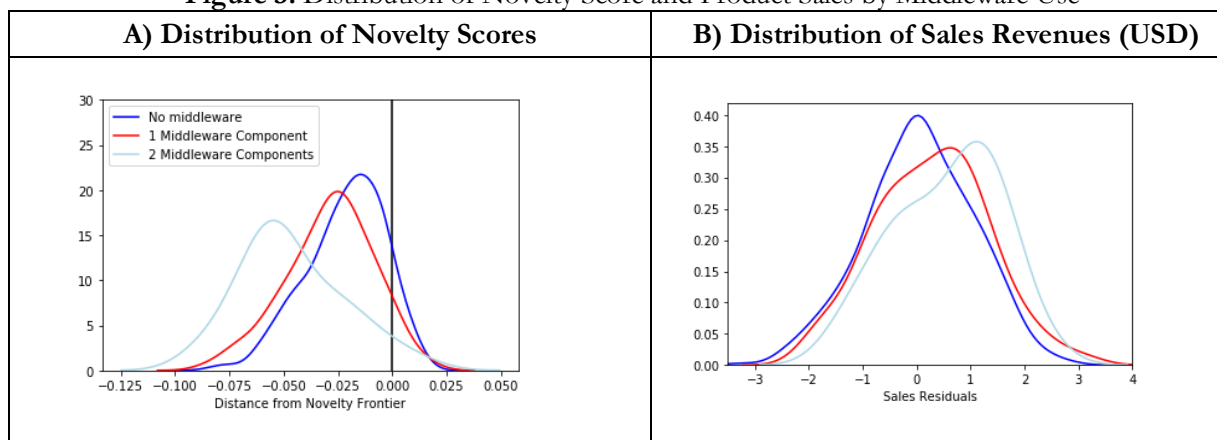 Figure 3. Distribution of Novelty Score and Product Sales by Middleware Use
A) Distribution of Novelty Scores
B) Distribution of Sales Revenues (USD)
30
25
20
15
10
5
0
No middleware
1 Middleware Component
2 Middleware Components
−0.125 −0.100 −0.075 −0.050 −0.025 0.000 0.025 0.050
Distance from Novelty Frontier
0.40
0.35
0.30
0.25
0.20
0.15
0.10
0.05
0.00
−3 −2 −1 0 1 2 3 4
Sales Residuals